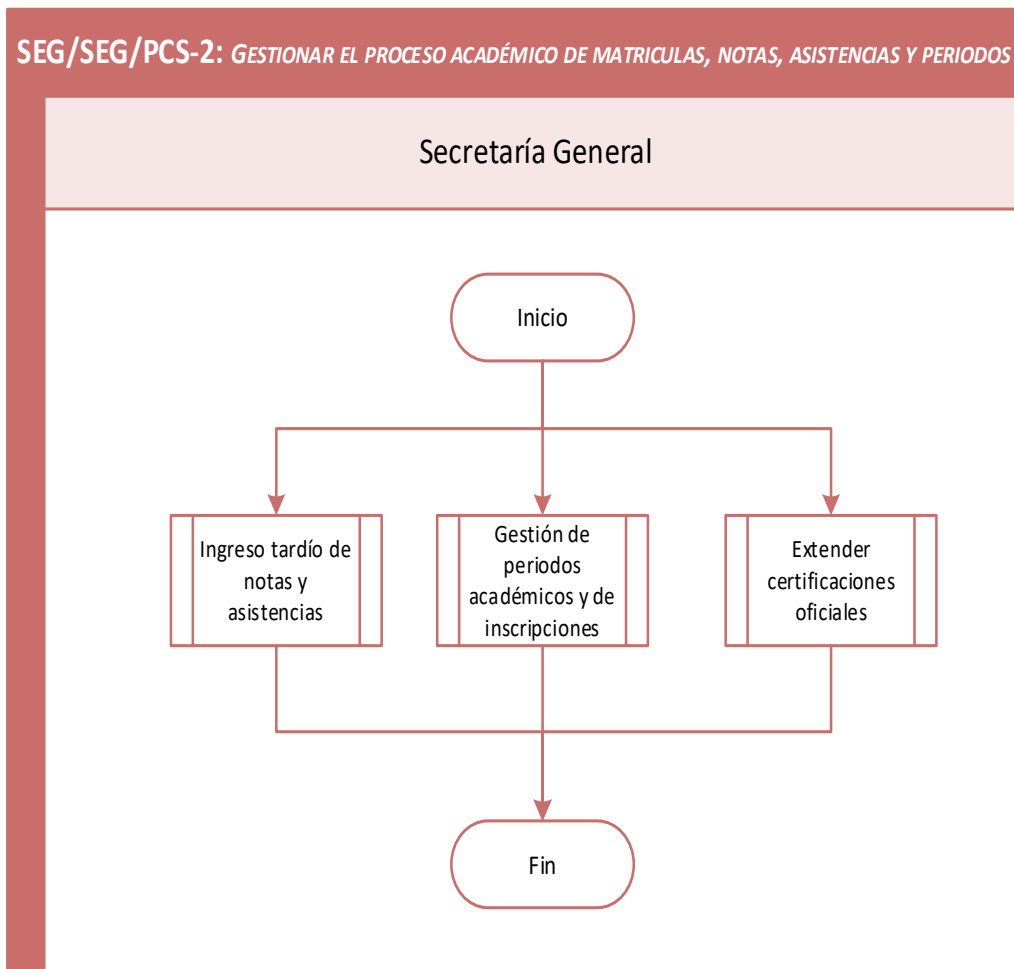 SEG/SEG/PCS-2: GESTIONAR EL PROCESO ACADÉMICO DE MATRICULAS, NOTAS, ASISTENCIAS Y PERIODOS
Secretaría General
Inicio
Ingreso tardío de
notas y
asistencias
Gestión de
periodos
académicos y de
inscripciones
Extender
certificaciones
oficiales
Fin